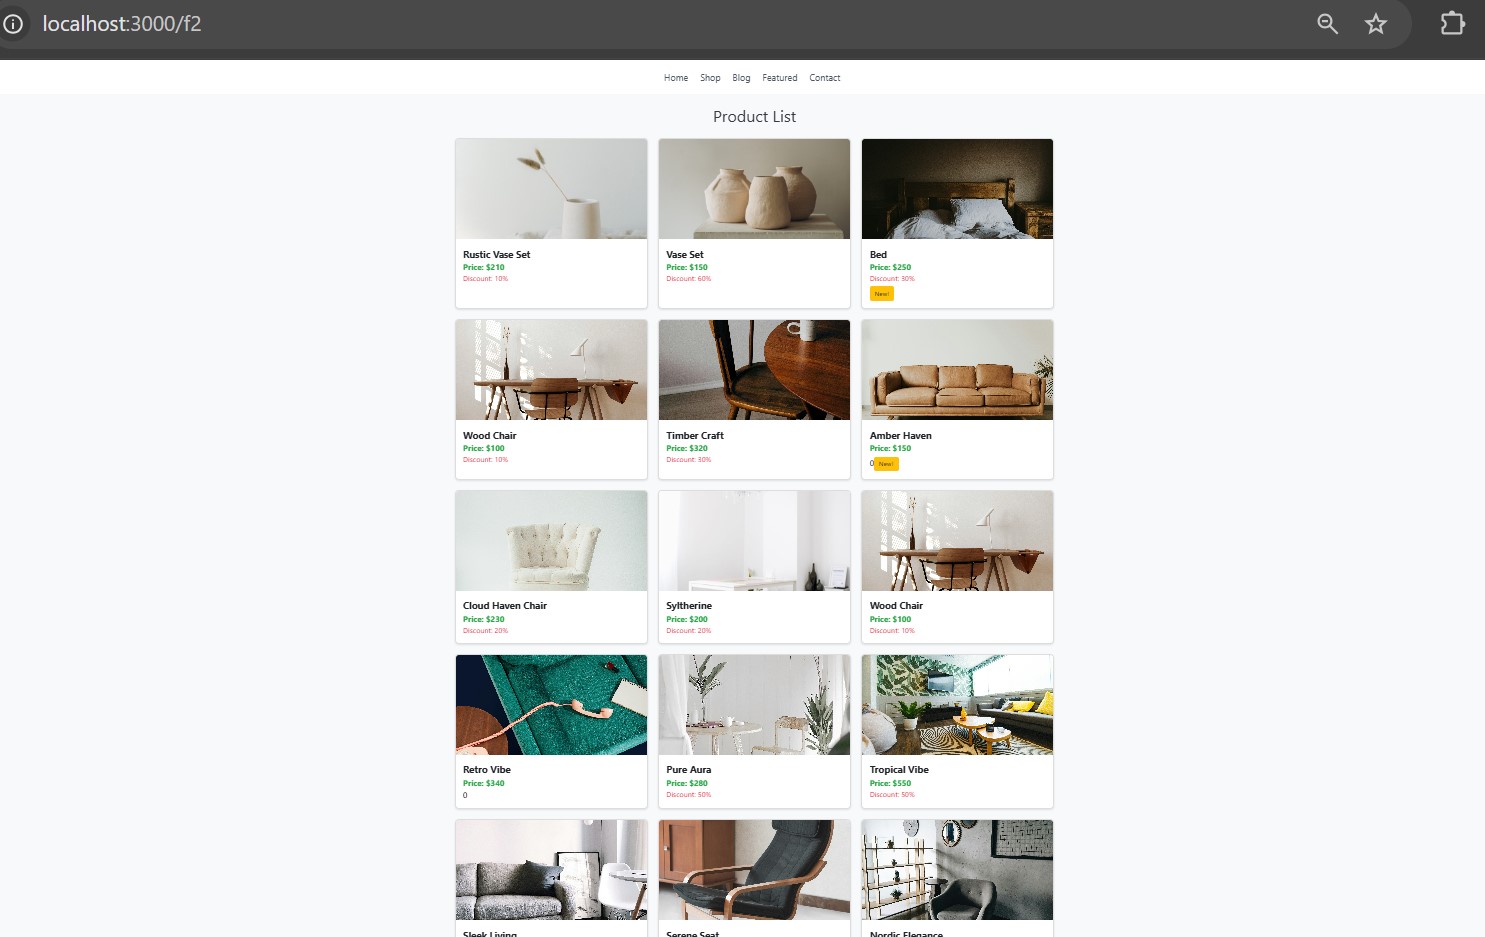 localhost:3000/f2
Home Shop Blog Featured Contact
Product List
Rustic Vase Set
Price: $210
Discount: 10%
Vase Set
Price: $150
Discount: 60%
Bed
Price: $250
Discount: 30%
New!
Wood Chair
Price: $100
Discount: 10%
Timber Craft
Price: $320
Discount: 30%
Amber Haven
Price: $150
0 New!
Cloud Haven Chair
Price: $230
Discount: 20%
Syltherine
Price: $200
Discount: 20%
Wood Chair
Price: $100
Discount: 10%
Retro Vibe
Price: $340
0
Pure Aura
Price: $280
Discount: 50%
Tropical Vibe
Price: $550
Discount: 50%
Sleek Living
Serene Seat
Nordic Elegance